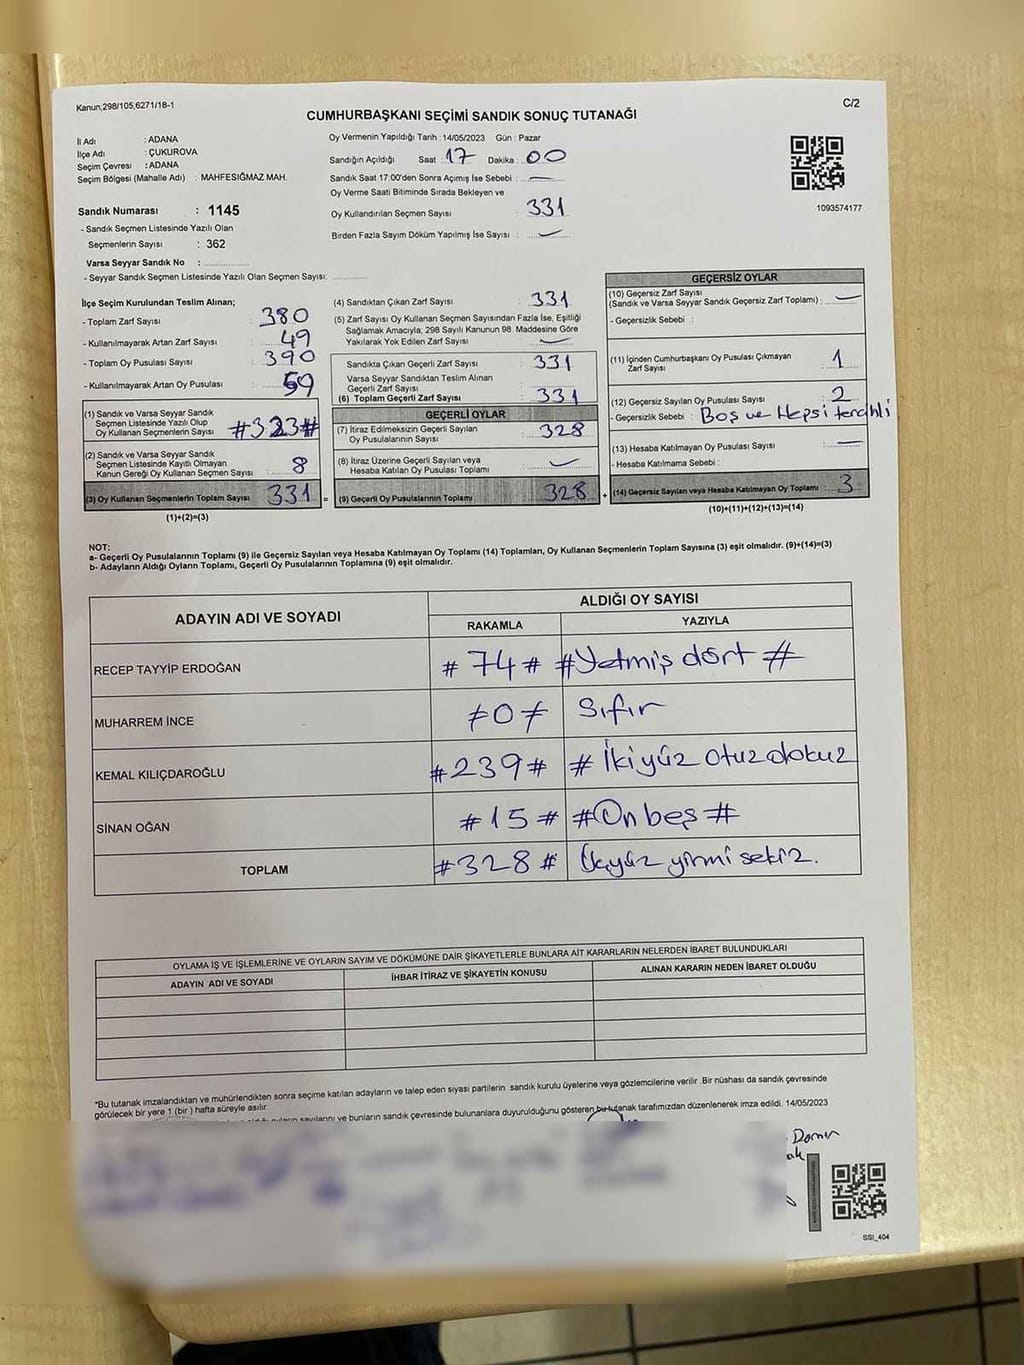 Kanun;298/105,6271/18-1
C/2
CUMHURBAŞKANI SEÇİMİ SANDIK SONUÇ TUTANAĞI
İl Adı : ADANA
İlçe Adı : ÇUKUROVA
Seçim Çevresi : ADANA
Seçim Bölgesi (Mahalle Adı) : MAHFESIĞMAZ MAH.
Oy Vermenin Yapıldığı Tarih : 14/05/2023 Gün : Pazar
Sandığın Açıldığı Saat : 17 Dakika : 00
Sandık Saat 17:00'den Sonra Açımış İse Sebebi : —
Oy Verme Saati Bitiminde Sırada Bekleyen ve
Oy Kullandırılan Seçmen Sayısı : 331
Birden Fazla Sayım Döküm Yapılmış İse Sayısı :
1093574177
Sandık Numarası : 1145
- Sandık Seçmen Listesinde Yazılı Olan
Seçmenlerin Sayısı : 362
Varsa Seyyar Sandık No :
- Seyyar Sandık Seçmen Listesinde Yazılı Olan Seçmen Sayısı:
İlçe Seçim Kurulundan Teslim Alınan;
- Toplam Zarf Sayısı : 380
- Kullanılmayarak Artan Zarf Sayısı : 49
- Toplam Oy Pusulası Sayısı : 390
- Kullanılmayarak Artan Oy Pusulası : 59
(1) Sandık ve Varsa Seyyar Sandık
Seçmen Listesinde Yazılı Olup
Oy Kullanan Seçmenlerin Sayısı #323#
(2) Sandık ve Varsa Seyyar Sandık
Seçmen Listesinde Kayıtlı Olmayan
Kanun Gereği Oy Kullanan Seçmen Sayısı : 8
(3) Oy Kullanan Seçmenlerin Toplam Sayısı : 331 =
(1)+(2)=(3)
(4) Sandıktan Çıkan Zarf Sayısı : 331
(5) Zarf Sayısı Oy Kullanan Seçmen Sayısından Fazla İse, Eşitliği
Sağlamak Amacıyla; 298 Sayılı Kanunun 98. Maddesine Göre
Yakılarak Yok Edilen Zarf Sayısı :
Sandıkta Çıkan Geçerli Zarf Sayısı : 331
Varsa Seyyar Sandıktan Teslim Alınan
Geçerli Zarf Sayısı :
(6) Toplam Geçerli Zarf Sayısı : 331
GEÇERLİ OYLAR
(7) İtiraz Edilmeksizin Geçerli Sayılan
Oy Pusulalarının Sayısı : 328
(8) İtiraz Üzerine Geçerli Sayılan veya
Hesaba Katılan Oy Pusulası Toplamı :
(9) Geçerli Oy Pusulalarının Toplamı : 328 +
GEÇERSİZ OYLAR
(10) Geçersiz Zarf Sayısı
(Sandık ve Varsa Seyyar Sandık Geçersiz Zarf Toplamı) : —
- Geçersizlik Sebebi :
(11) İçinden Cumhurbaşkanı Oy Pusulası Çıkmayan
Zarf Sayısı : 1
(12) Geçersiz Sayılan Oy Pusulası Sayısı : 2
- Geçersizlik Sebebi : Boş ve Hepsi tercihli
(13) Hesaba Katılmayan Oy Pusulası Sayısı : —
- Hesaba Katılmama Sebebi :
(14) Geçersiz Sayılan veya Hesaba Katılmayan Oy Toplamı : 3
(10)+(11)+(12)+(13)=(14)
NOT:
a- Geçerli Oy Pusulalarının Toplamı (9) ile Geçersiz Sayılan veya Hesaba Katılmayan Oy Toplamı (14) Toplamları, Oy Kullanan Seçmenlerin Toplam Sayısına (3) eşit olmalıdır. (9)+(14)=(3)
b- Adayların Aldığı Oyların Toplamı, Geçerli Oy Pusulalarının Toplamına (9) eşit olmalıdır.
ADAYIN ADI VE SOYADI
ALDIĞI OY SAYISI
RAKAMLA YAZIYLA
RECEP TAYYİP ERDOĞAN #74# #Yetmiş dört#
MUHARREM İNCE ≠0≠ Sıfır
KEMAL KILIÇDAROĞLU #239# #İkiyüz otuz dokuz
SİNAN OĞAN #15# #On beş#
TOPLAM #328# Üçyüz yirmi sekiz.
OYLAMA İŞ VE İŞLEMLERİNE VE OYLARIN SAYIM VE DÖKÜMÜNE DAİR ŞİKAYETLERLE BUNLARA AİT KARARLARIN NELERDEN İBARET BULUNDUKLARI
ADAYIN ADI VE SOYADI İHBAR İTİRAZ VE ŞİKAYETİN KONUSU ALINAN KARARIN NEDEN İBARET OLDUĞU
*Bu tutanak imzalandıktan ve mühürlendikten sonra seçime katılan adayların ve talep eden siyasi partilerin sandık kurulu üyelerine veya gözlemcilerine verilir. Bir nüshası da sandık çevresinde
görülecek bir yere 1 (bir) hafta süreyle asılır.
sayılarını ve bunların sandık çevresinde bulunanlara duyurulduğunu gösteren bu tutanak tarafımızdan düzenlenerek imza edildi. 14/05/2023
SSI_404